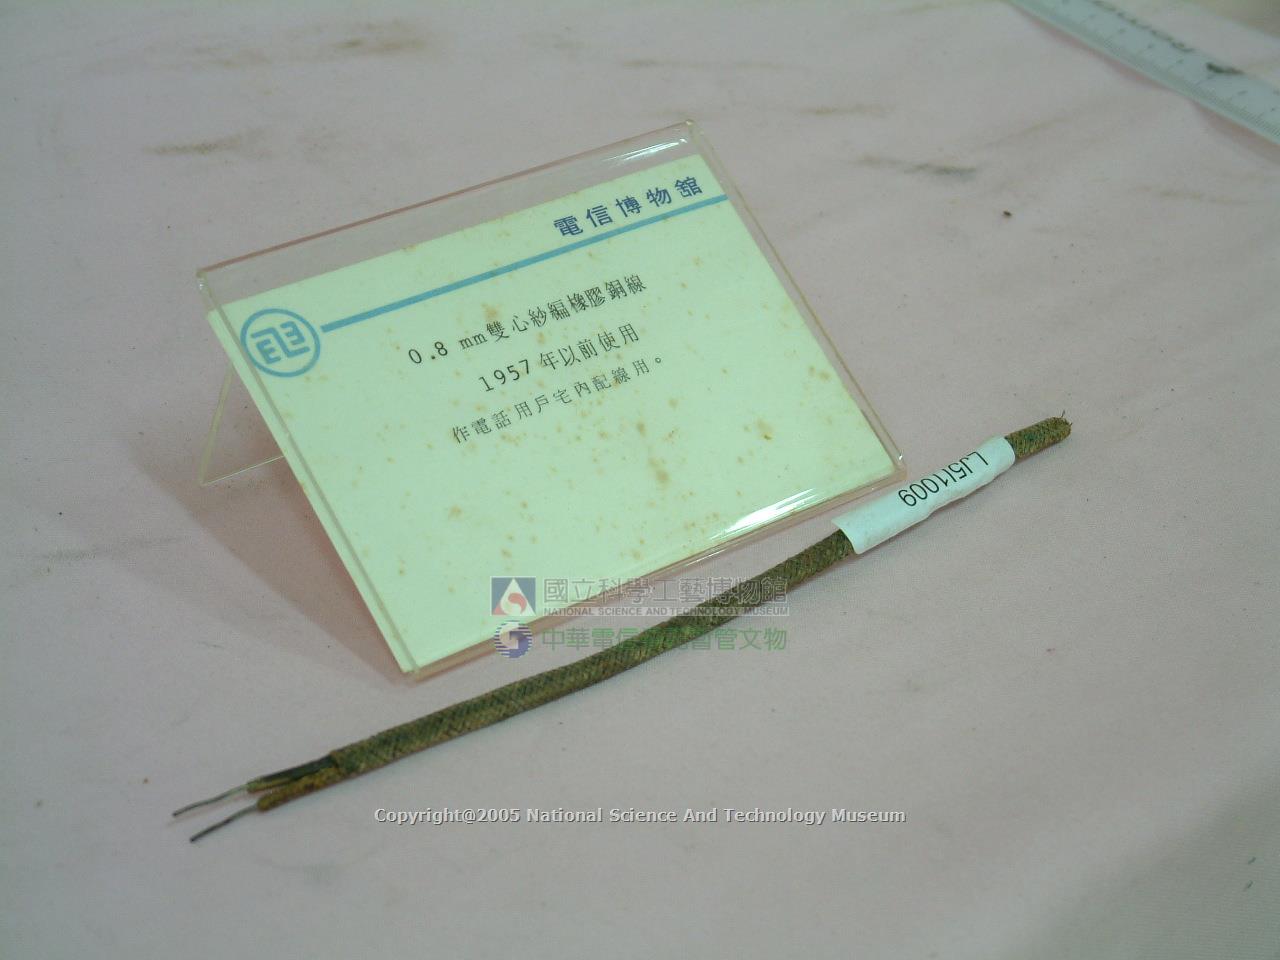 電信博物舘
0.8 mm雙心紗編橡膠銅線
1957 年以前使用
作電話用戶宅內配線用。
LJ5I1009
國立科學工藝博物館
NATIONAL SCIENCE AND TECHNOLOGY MUSEUM
中華電信
管文物
Copyright@2005 National Science And Technology Museum